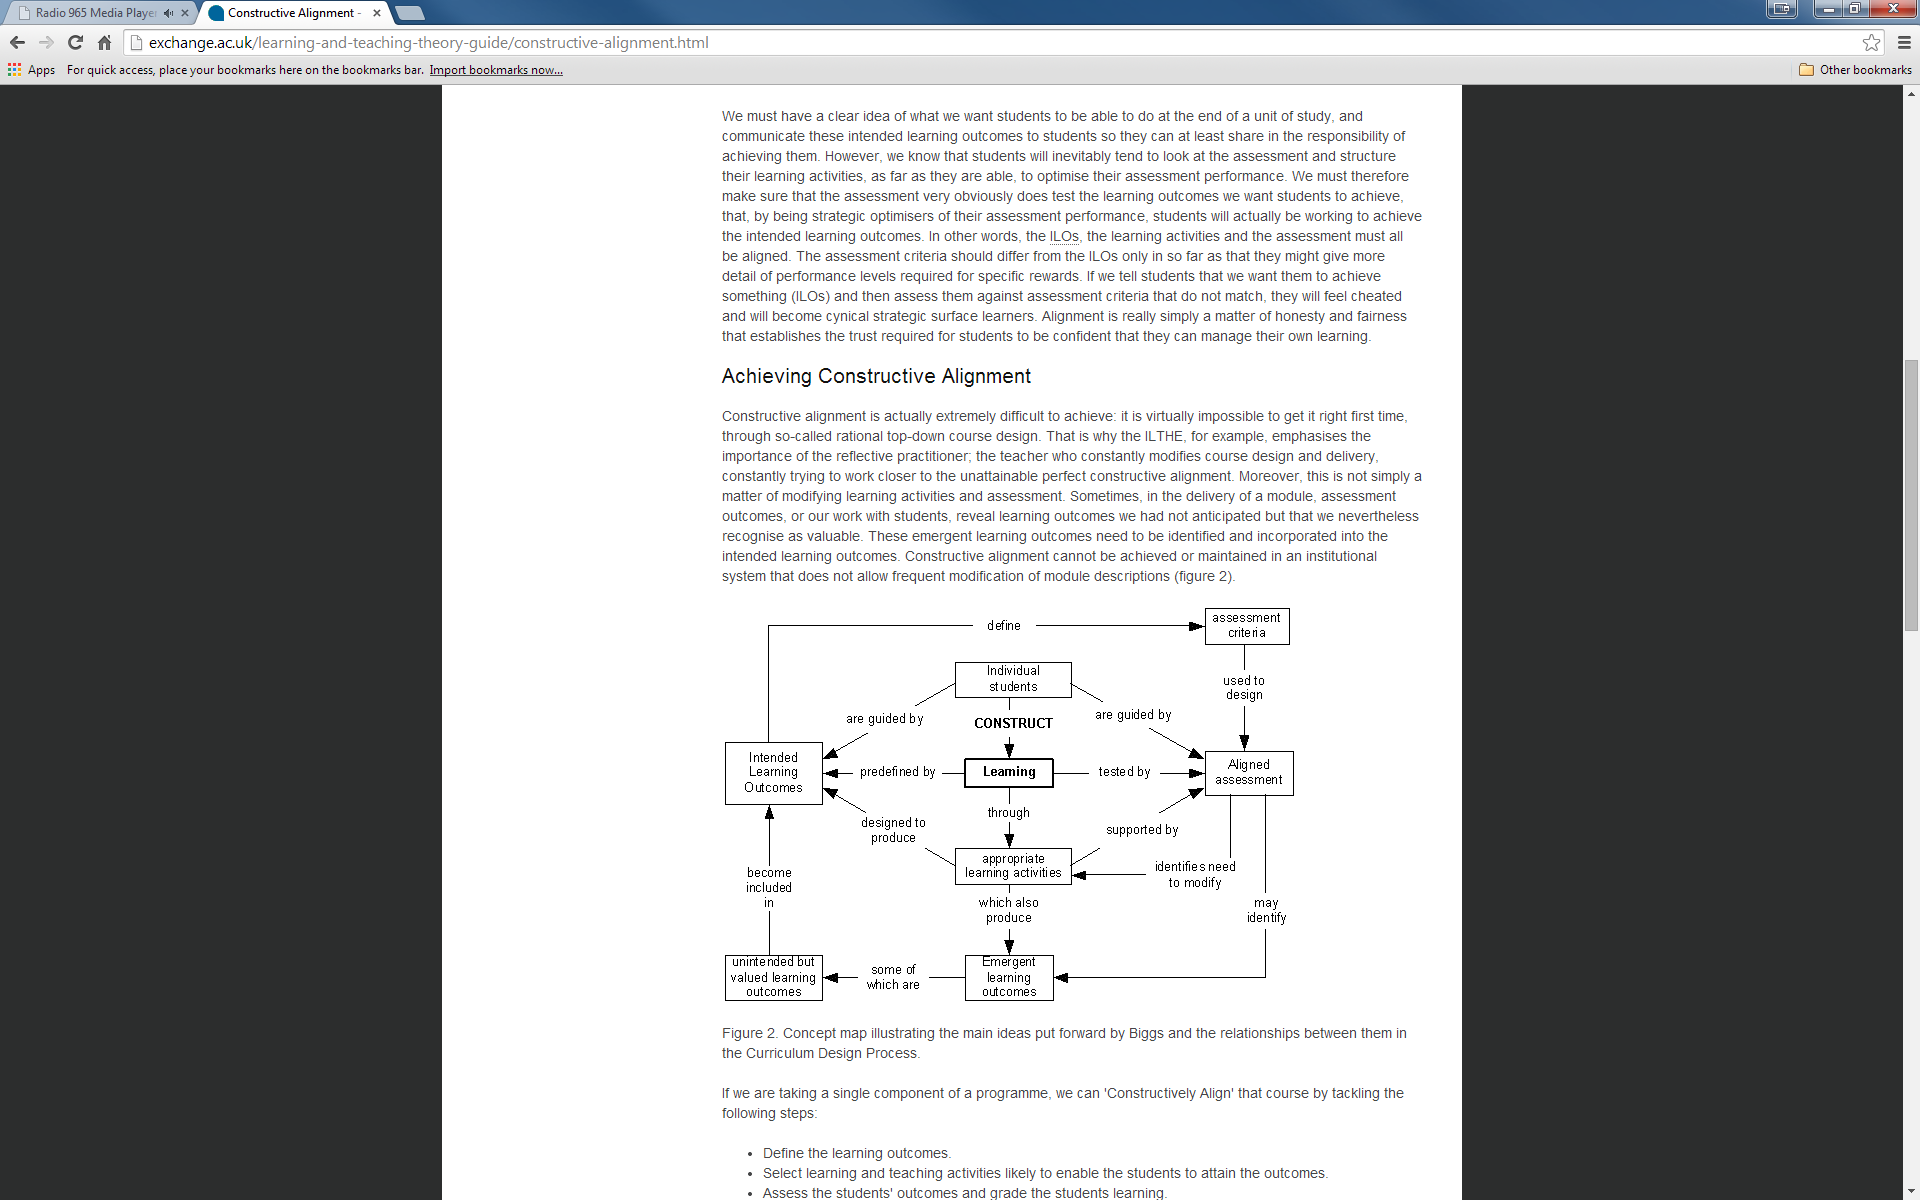 Radio 965 Media Player
Constructive Alignment -
exchange.ac.uk/learning-and-teaching-theory-guide/constructive-alignment.html
Apps For quick access, place your bookmarks here on the bookmarks bar. Import bookmarks now... Other bookmarks
We must have a clear idea of what we want students to be able to do at the end of a unit of study, and
communicate these intended learning outcomes to students so they can at least share in the responsibility of
achieving them. However, we know that students will inevitably tend to look at the assessment and structure
their learning activities, as far as they are able, to optimise their assessment performance. We must therefore
make sure that the assessment very obviously does test the learning outcomes we want students to achieve,
that, by being strategic optimisers of their assessment performance, students will actually be working to achieve
the intended learning outcomes. In other words, the ILOs, the learning activities and the assessment must all
be aligned. The assessment criteria should differ from the ILOs only in so far as that they might give more
detail of performance levels required for specific rewards. If we tell students that we want them to achieve
something (ILOs) and then assess them against assessment criteria that do not match, they will feel cheated
and will become cynical strategic surface learners. Alignment is really simply a matter of honesty and fairness
that establishes the trust required for students to be confident that they can manage their own learning.
Achieving Constructive Alignment
Constructive alignment is actually extremely difficult to achieve: it is virtually impossible to get it right first time,
through so-called rational top-down course design. That is why the ILTHE, for example, emphasises the
importance of the reflective practitioner; the teacher who constantly modifies course design and delivery,
constantly trying to work closer to the unattainable perfect constructive alignment. Moreover, this is not simply a
matter of modifying learning activities and assessment. Sometimes, in the delivery of a module, assessment
outcomes, or our work with students, reveal learning outcomes we had not anticipated but that we nevertheless
recognise as valuable. These emergent learning outcomes need to be identified and incorporated into the
intended learning outcomes. Constructive alignment cannot be achieved or maintained in an institutional
system that does not allow frequent modification of module descriptions (figure 2).
define
assessment
criteria
Individual
students
used to
design
are guided by
CONSTRUCT
are guided by
Intended
Learning
Outcomes
predefined by
Learning
tested by
Aligned
assessment
designed to
produce
through
supported by
appropriate
learning activities
identifies need
to modify
become
included
in
which also
produce
may
identify
unintended but
valued learning
outcomes
some of
which are
Emergent
learning
outcomes
Figure 2. Concept map illustrating the main ideas put forward by Biggs and the relationships between them in
the Curriculum Design Process.
If we are taking a single component of a programme, we can 'Constructively Align' that course by tackling the
following steps:
• Define the learning outcomes.
• Select learning and teaching activities likely to enable the students to attain the outcomes.
• Assess the students' outcomes and grade the students learning.